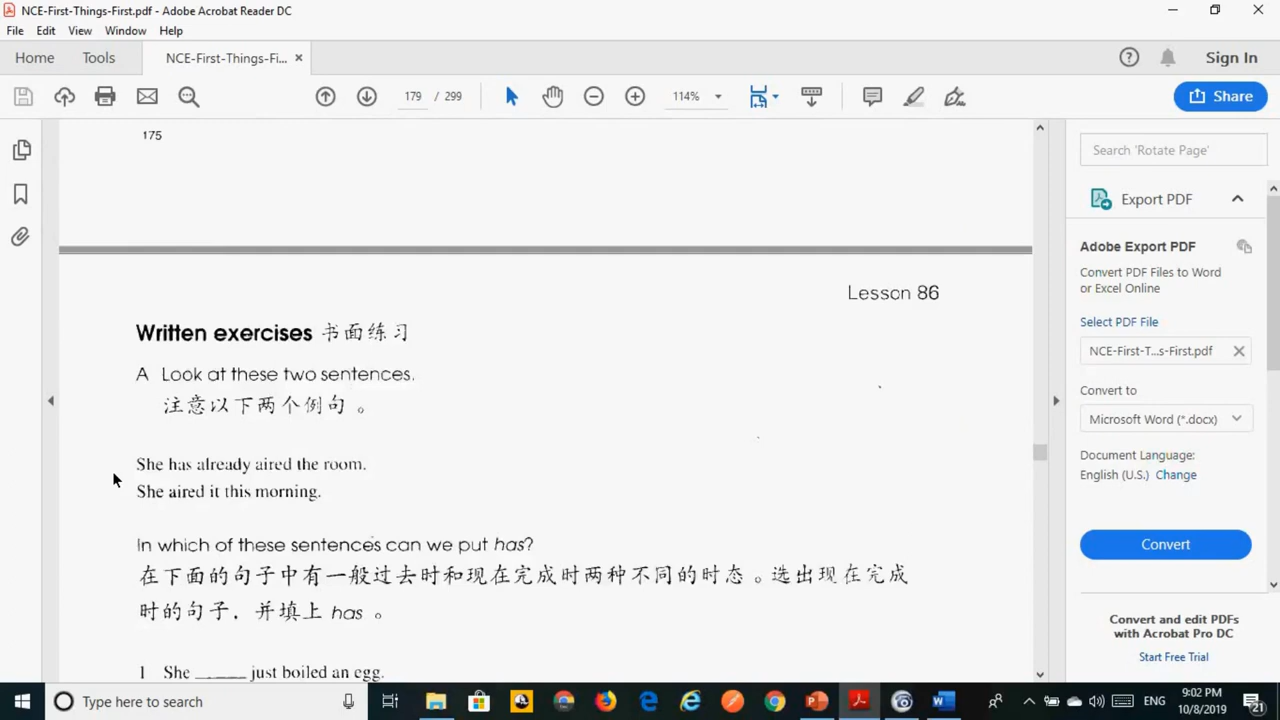 NCE-First-Things-First.pdf - Adobe Acrobat Reader DC
File Edit View Window Help
Home Tools NCE-First-Things-Fi... Sign In
179 / 299 114% Share
175
Lesson 86
Written exercises 书面练习
A Look at these two sentences.
注意以下两个例句。
She has already aired the room.
She aired it this morning.
In which of these sentences can we put has?
在下面的句子中有一般过去时和现在完成时两种不同的时态。选出现在完成
时的句子，并填上 has 。
1 She ______ just boiled an egg.
Search 'Rotate Page'
Export PDF
Adobe Export PDF
Convert PDF Files to Word
or Excel Online
Select PDF File
NCE-First-T...s-First.pdf
Convert to
Microsoft Word (*.docx)
Document Language:
English (U.S.) Change
Convert
Convert and edit PDFs
with Acrobat Pro DC
Start Free Trial
Type here to search
ENG
9:02 PM
10/8/2019
21